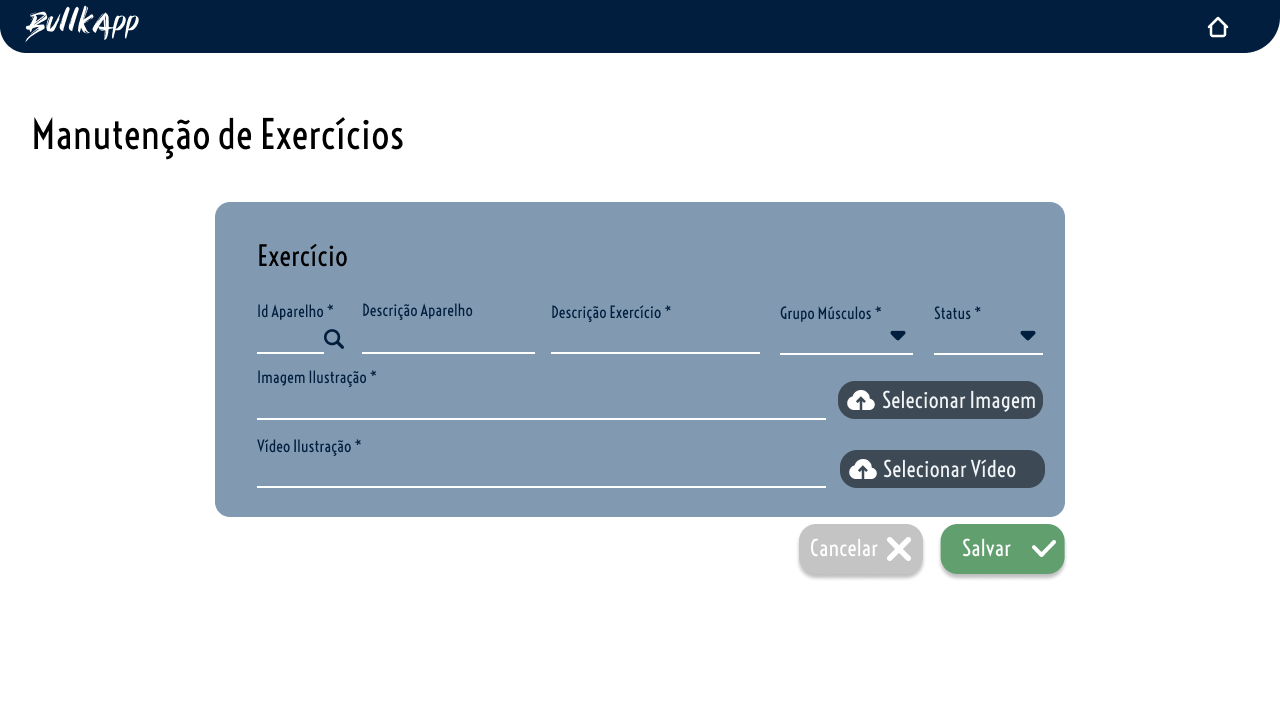 BullkApp
Manutenção de Exercícios
Exercício
Id Aparelho * Descrição Aparelho Descrição Exercício * Grupo Músculos * Status *
Imagem Ilustração *
Selecionar Imagem
Vídeo Ilustração *
Selecionar Vídeo
Cancelar Salvar